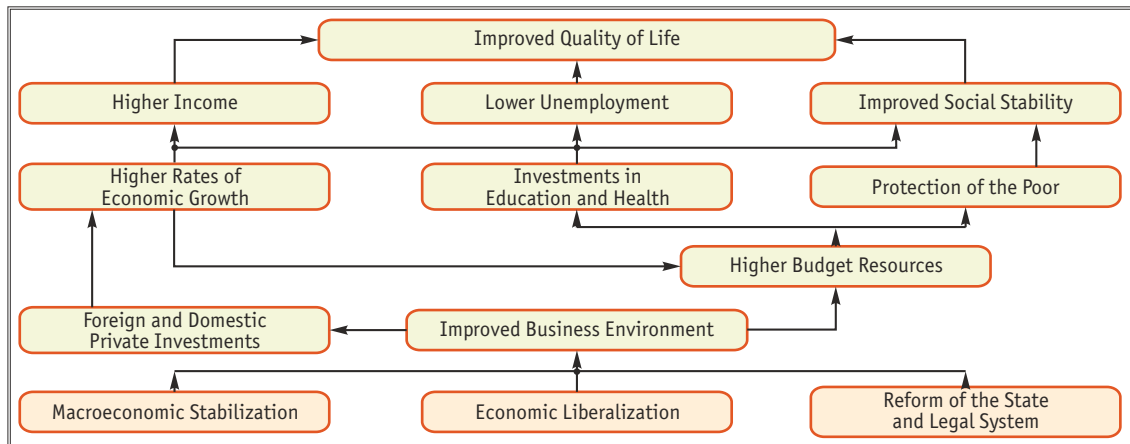 Improved Quality of Life
Higher Income
Lower Unemployment
Improved Social Stability
Higher Rates of
Economic Growth
Investments in
Education and Health
Protection of the Poor
Higher Budget Resources
Foreign and Domestic
Private Investments
Improved Business Environment
Macroeconomic Stabilization
Economic Liberalization
Reform of the State
and Legal System